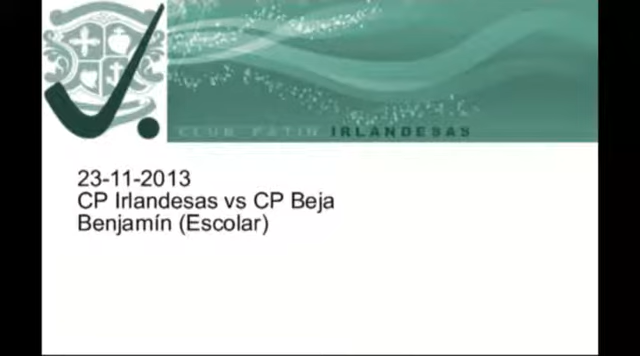 CLUB PATIN IRLANDESAS
23-11-2013
CP Irlandesas vs CP Beja
Benjamín (Escolar)